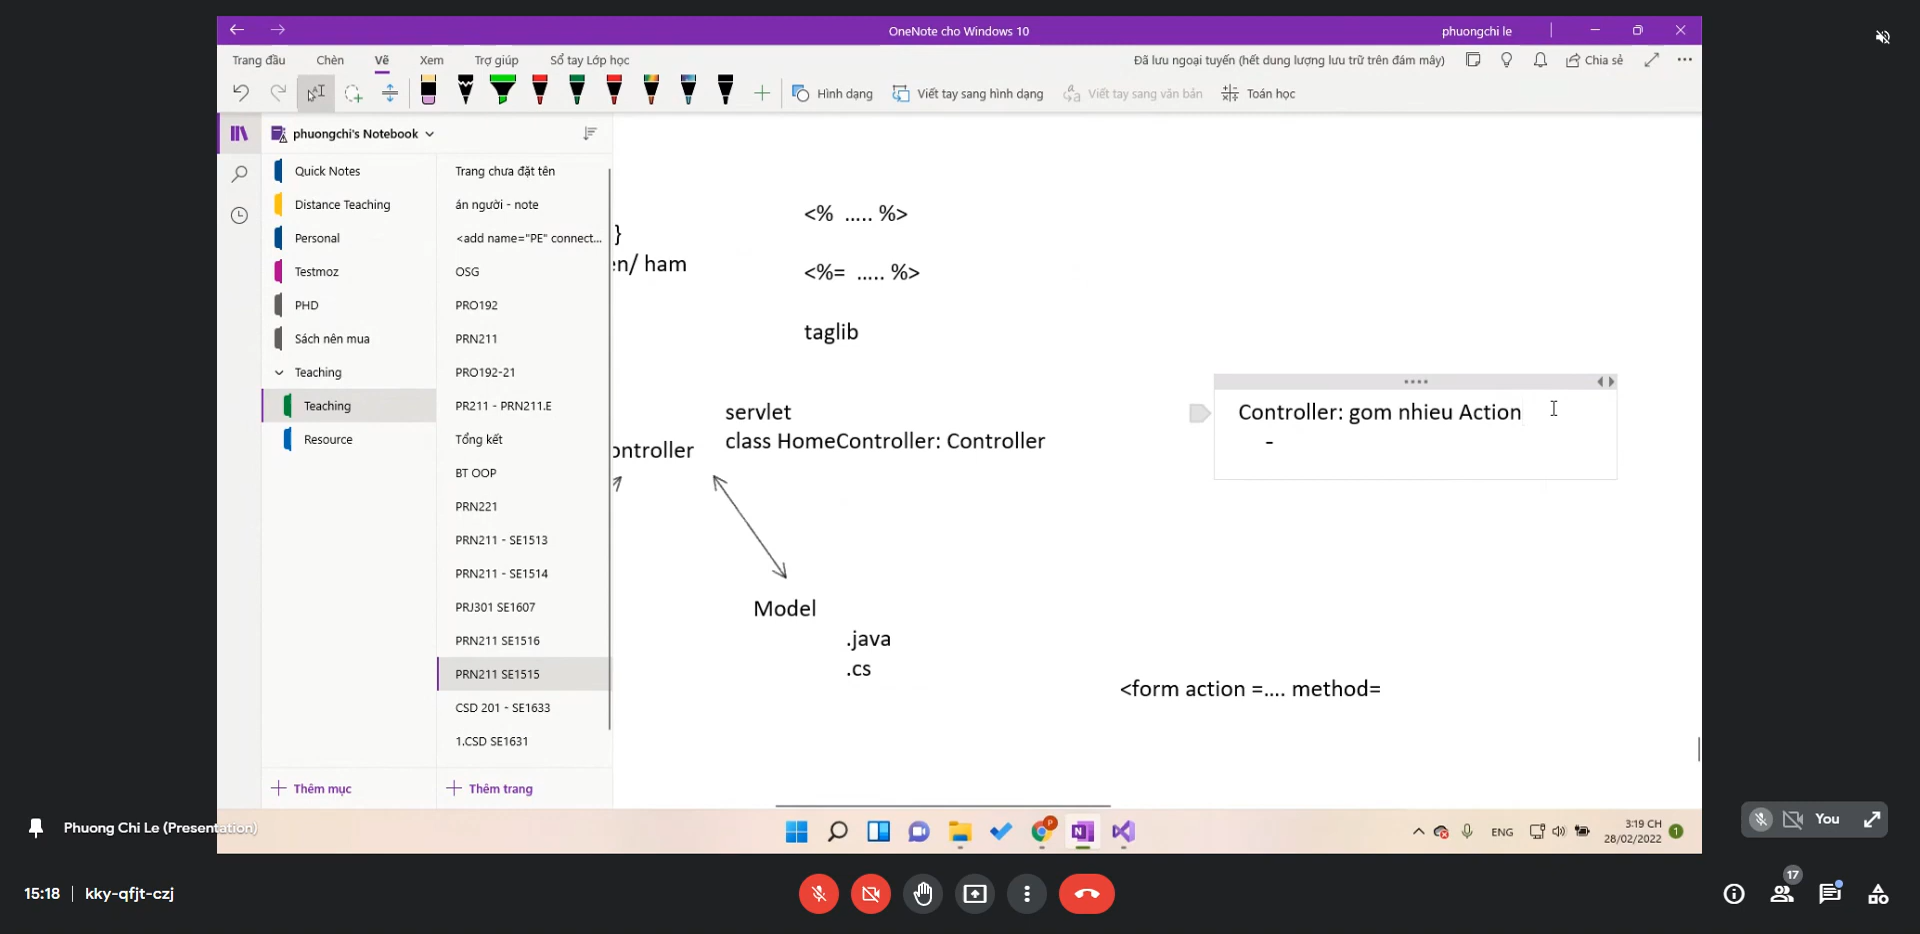 OneNote cho Windows 10
phuongchi le
Trang đầu
Chèn
Vẽ
Xem
Trợ giúp
Sổ tay Lớp học
Đã lưu ngoại tuyến (hết dung lượng lưu trữ trên đám mây)
Chia sẻ
Hình dạng
Viết tay sang hình dạng
Viết tay sang văn bản
Toán học
phuongchi's Notebook
Quick Notes
Distance Teaching
Personal
Testmoz
PHD
Sách nên mua
Teaching
Teaching
Resource
Thêm mục
Trang chưa đặt tên
án người - note
<add name="PE" connect...
OSG
PRO192
PRN211
PRO192-21
PR211 - PRN211.E
Tổng kết
BT OOP
PRN221
PRN211 - SE1513
PRN211 - SE1514
PRJ301 SE1607
PRN211 SE1516
PRN211 SE1515
CSD 201 - SE1633
1.CSD SE1631
Thêm trang
}
en/ ham
<% ..... %>
<%= ..... %>
taglib
servlet
class HomeController: Controller
ontroller
Controller: gom nhieu Action
-
Model
.java
.cs
<form action =.... method=
Phuong Chi Le (Presentation)
ENG
3:19 CH
28/02/2022
1
You
15:18 | kky-qfjt-czj
17